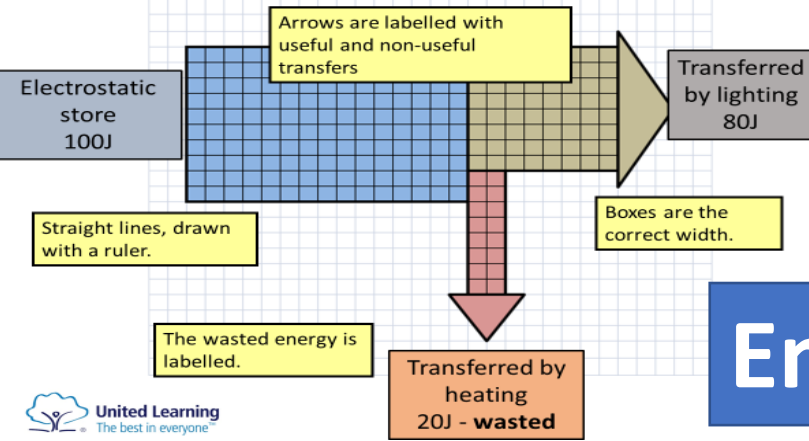 Arrows are labelled with
useful and non-useful
transfers
Electrostatic
store
100J
Transferred
by lighting
80J
Straight lines, drawn
with a ruler.
Boxes are the
correct width.
The wasted energy is
labelled.
Transferred by
heating
20J - wasted
En
United Learning
The best in everyone™